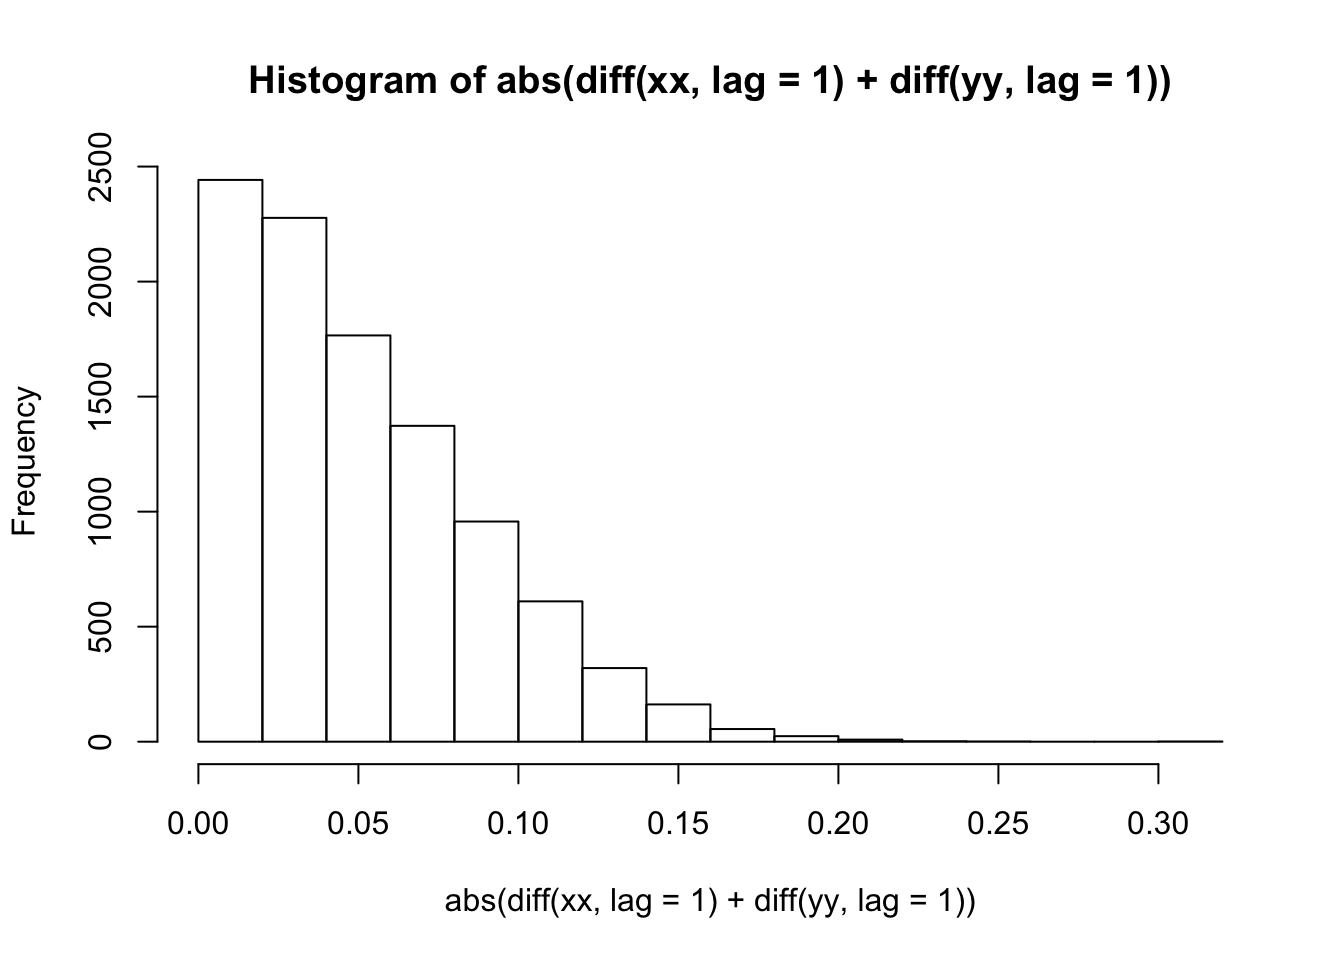 Histogram of abs(diff(xx, lag = 1) + diff(yy, lag = 1))
Frequency
2500
2000
1500
1000
500
0
0.00 0.05 0.10 0.15 0.20 0.25 0.30
abs(diff(xx, lag = 1) + diff(yy, lag = 1))